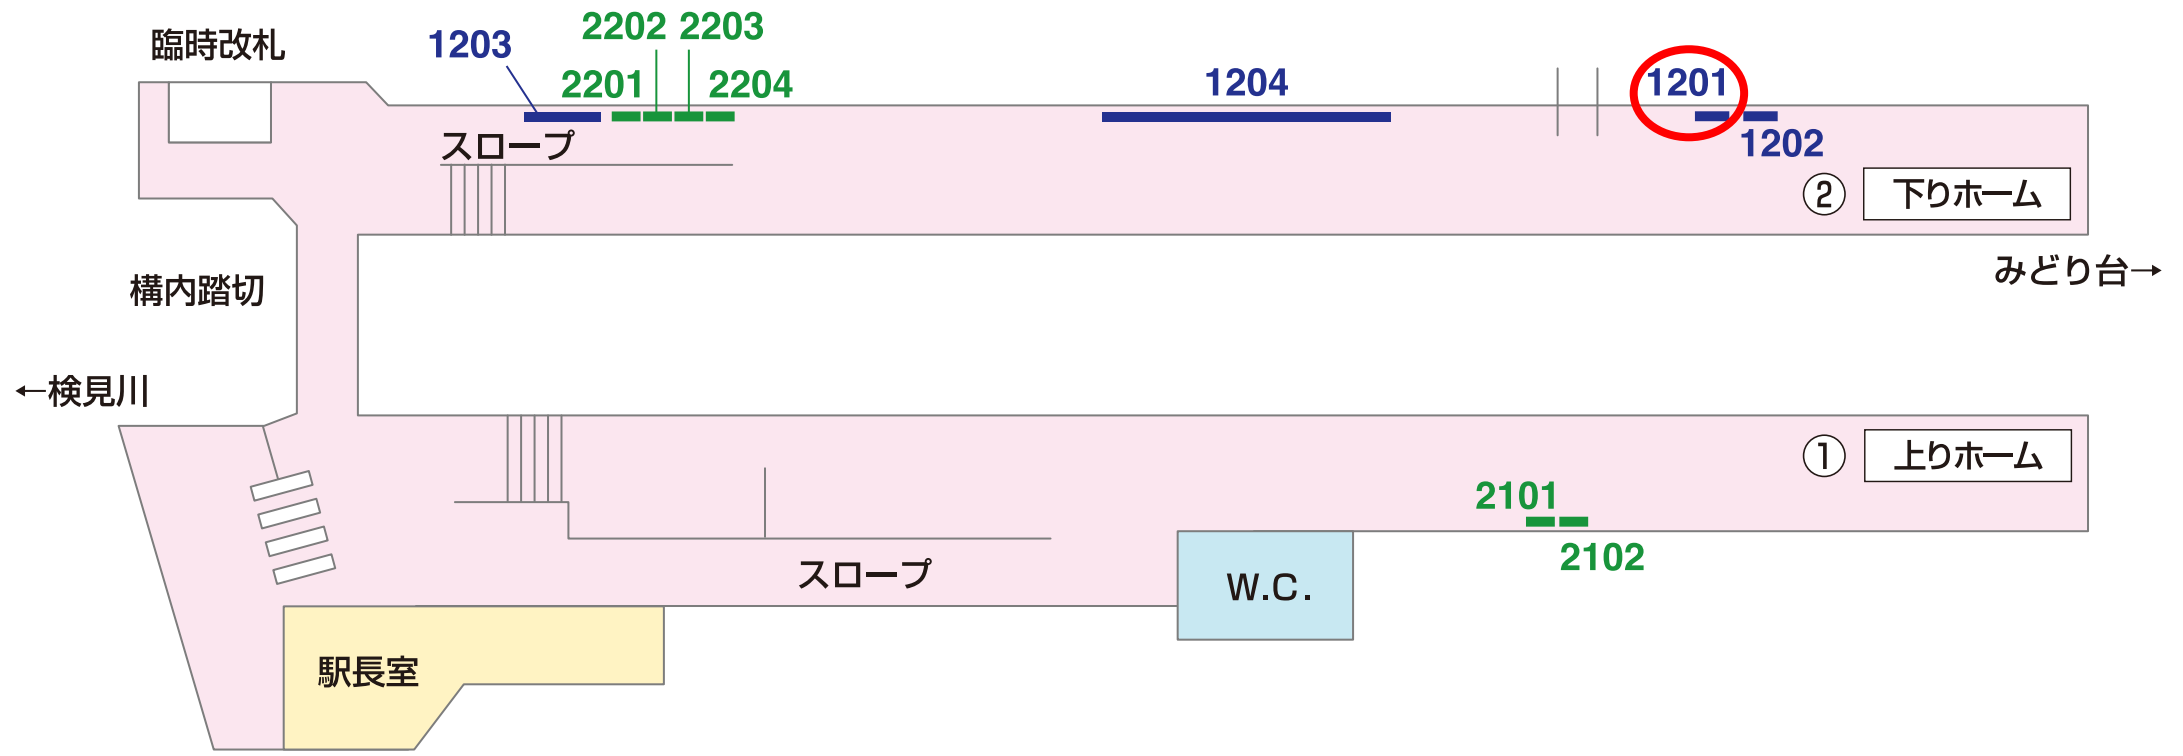 臨時改札
1203
2202 2203
2201
2204
1204
1201
1202
スロープ
② 下りホーム
みどり台→
構内踏切
←検見川
① 上りホーム
2101
2102
スロープ
W.C.
駅長室